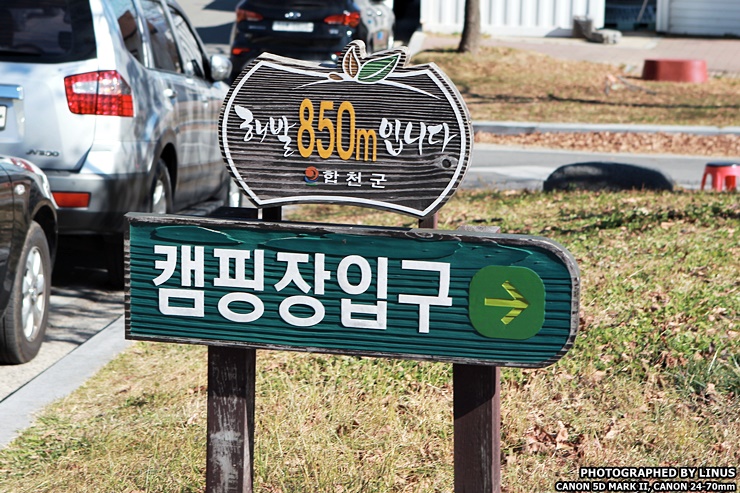 해발 850m 입니다
합천군
캠핑장입구
PHOTOGRAPHED BY LINUS
CANON 5D MARK II, CANON 24-70mm